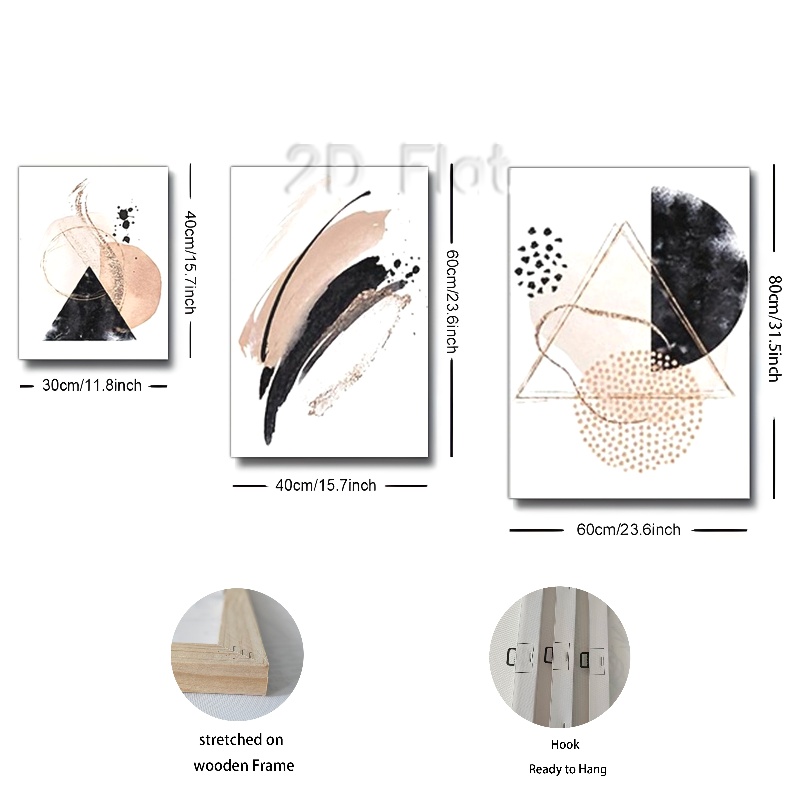 2D Flat
40cm/15.7inch
30cm/11.8inch
60cm/23.6inch
40cm/15.7inch
80cm/31.5inch
60cm/23.6inch
stretched on
wooden Frame
Hook
Ready to Hang